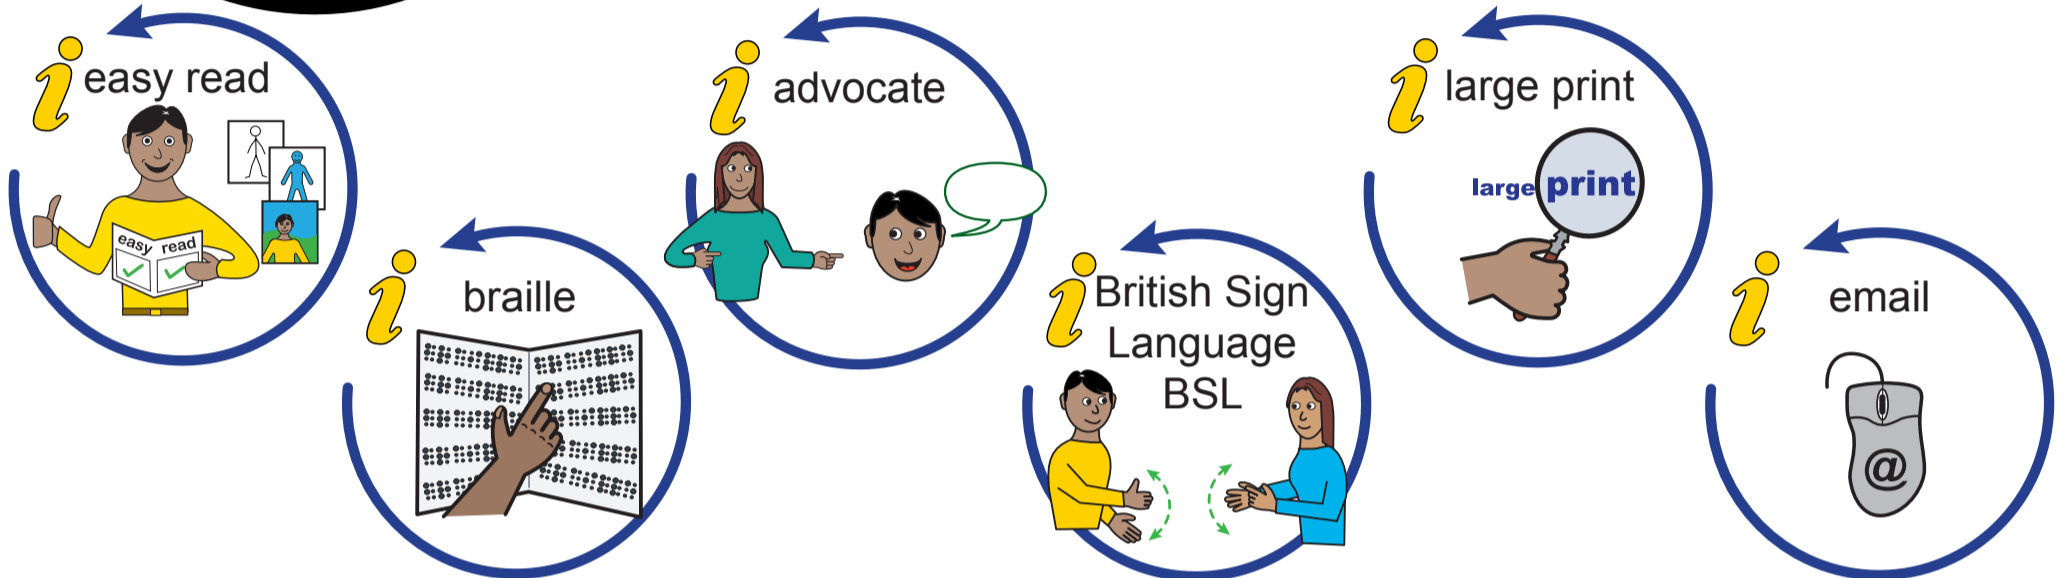 easy read
easy read
braille
advocate
British Sign
Language
BSL
large print
large print
email
@